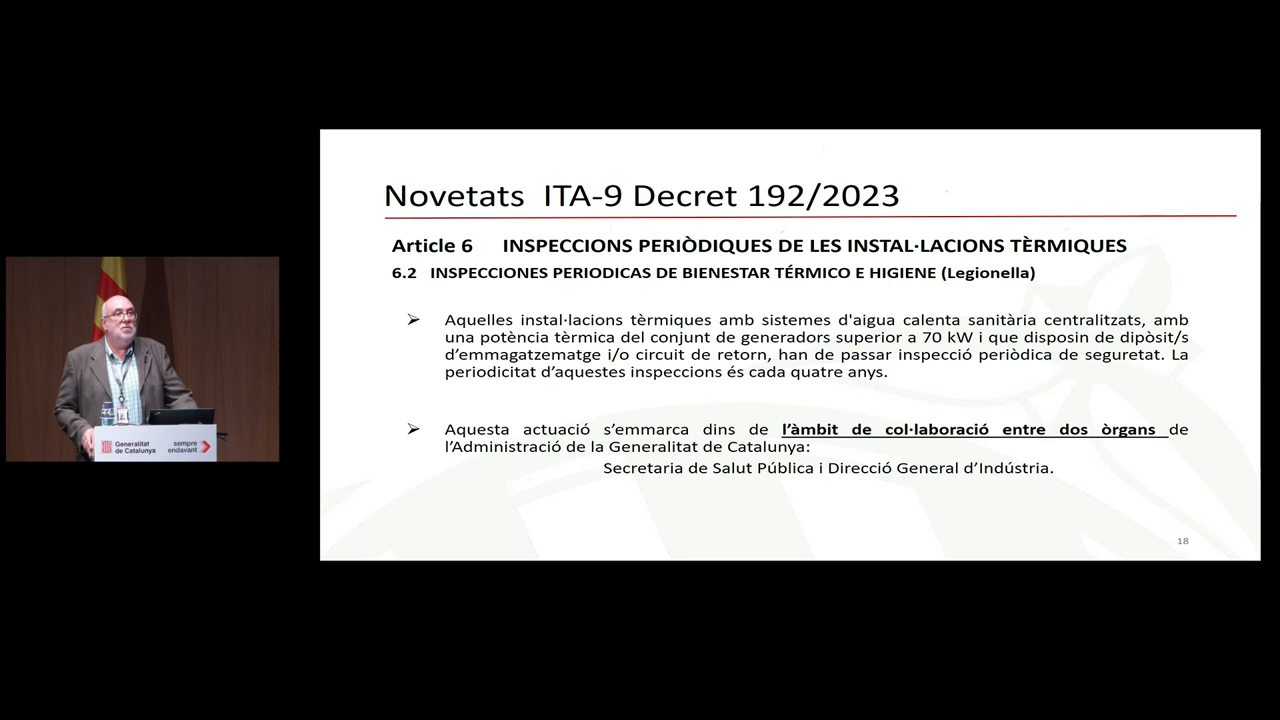 Novetats ITA-9 Decret 192/2023
Article 6 INSPECCIONS PERIÒDIQUES DE LES INSTAL·LACIONS TÈRMIQUES
6.2 INSPECCIONES PERIODICAS DE BIENESTAR TÉRMICO E HIGIENE (Legionella)
➢ Aquelles instal·lacions tèrmiques amb sistemes d'aigua calenta sanitària centralitzats, amb
una potència tèrmica del conjunt de generadors superior a 70 kW i que disposin de dipòsit/s
d’emmagatzematge i/o circuit de retorn, han de passar inspecció periòdica de seguretat. La
periodicitat d’aquestes inspeccions és cada quatre anys.
➢ Aquesta actuació s’emmarca dins de l’àmbit de col·laboració entre dos òrgans de
l’Administració de la Generalitat de Catalunya:
Secretaria de Salut Pública i Direcció General d’Indústria.
18
Generalitat
de Catalunya
sempre
endavant